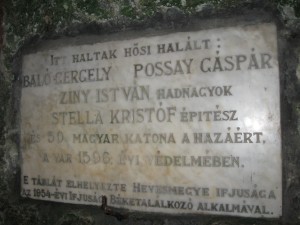 ITT HALTAK HŐSI HALÁLT:
BALÓ GERGELY POSSAY GÁSPÁR
ZINY ISTVÁN HADNAGYOK
STELLA KRISTÓF ÉPITÉSZ
ÉS 50 MAGYAR KATONA A HAZÁÉRT,
A VÁR 1596. ÉVI VÉDELMÉBEN.
E TÁBLÁT ELHELYEZTE HEVESMEGYE IFJUSÁGA
AZ 1954-ÉVI IFJUSÁGI BÉKETALÁLKOZÓ ALKALMÁVAL.